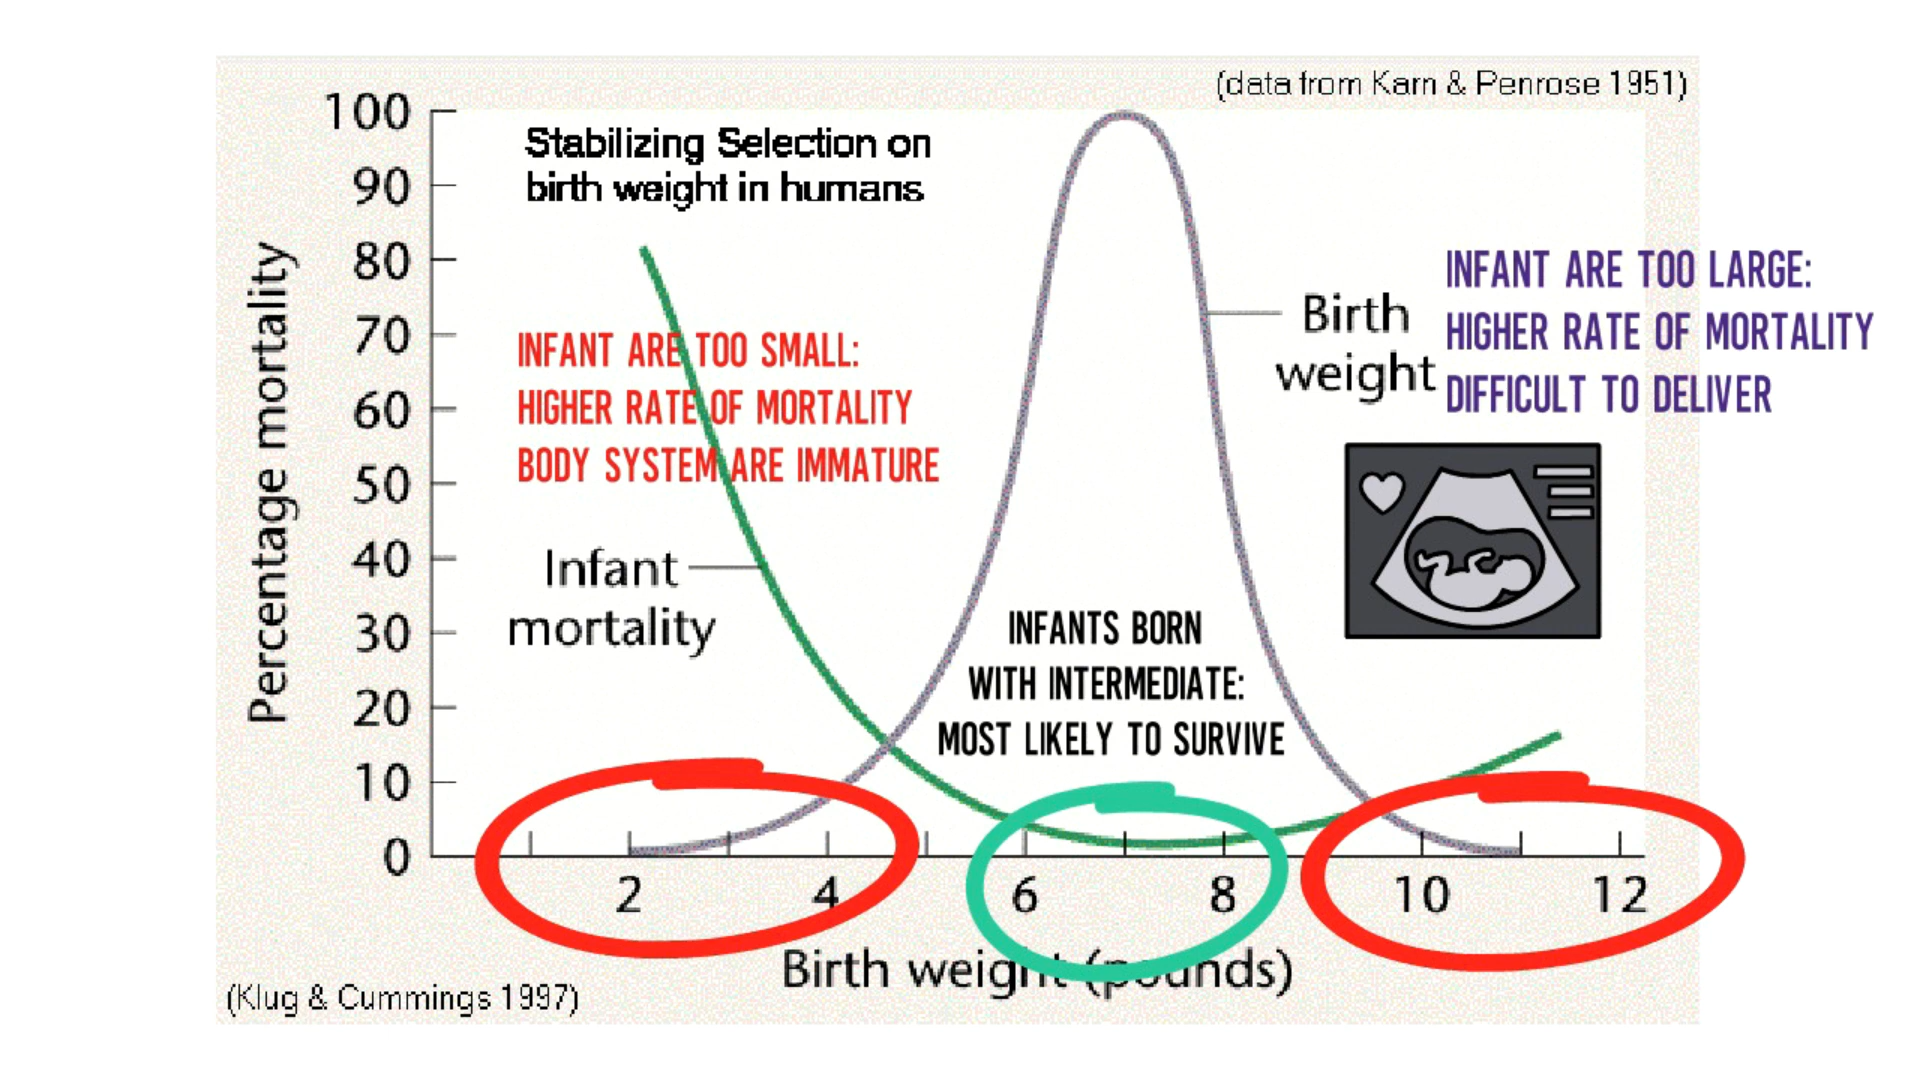 (data from Karn & Penrose 1951)
Stabilizing Selection on
birth weight in humans
Percentage mortality
100
90
80
70
60
50
40
30
20
10
0
INFANT ARE TOO SMALL:
HIGHER RATE OF MORTALITY
BODY SYSTEM ARE IMMATURE
Infant
mortality
Birth
weight
INFANT ARE TOO LARGE:
HIGHER RATE OF MORTALITY
DIFFICULT TO DELIVER
INFANTS BORN
WITH INTERMEDIATE:
MOST LIKELY TO SURVIVE
2 4 6 8 10 12
Birth weight (pounds)
(Klug & Cummings 1997)